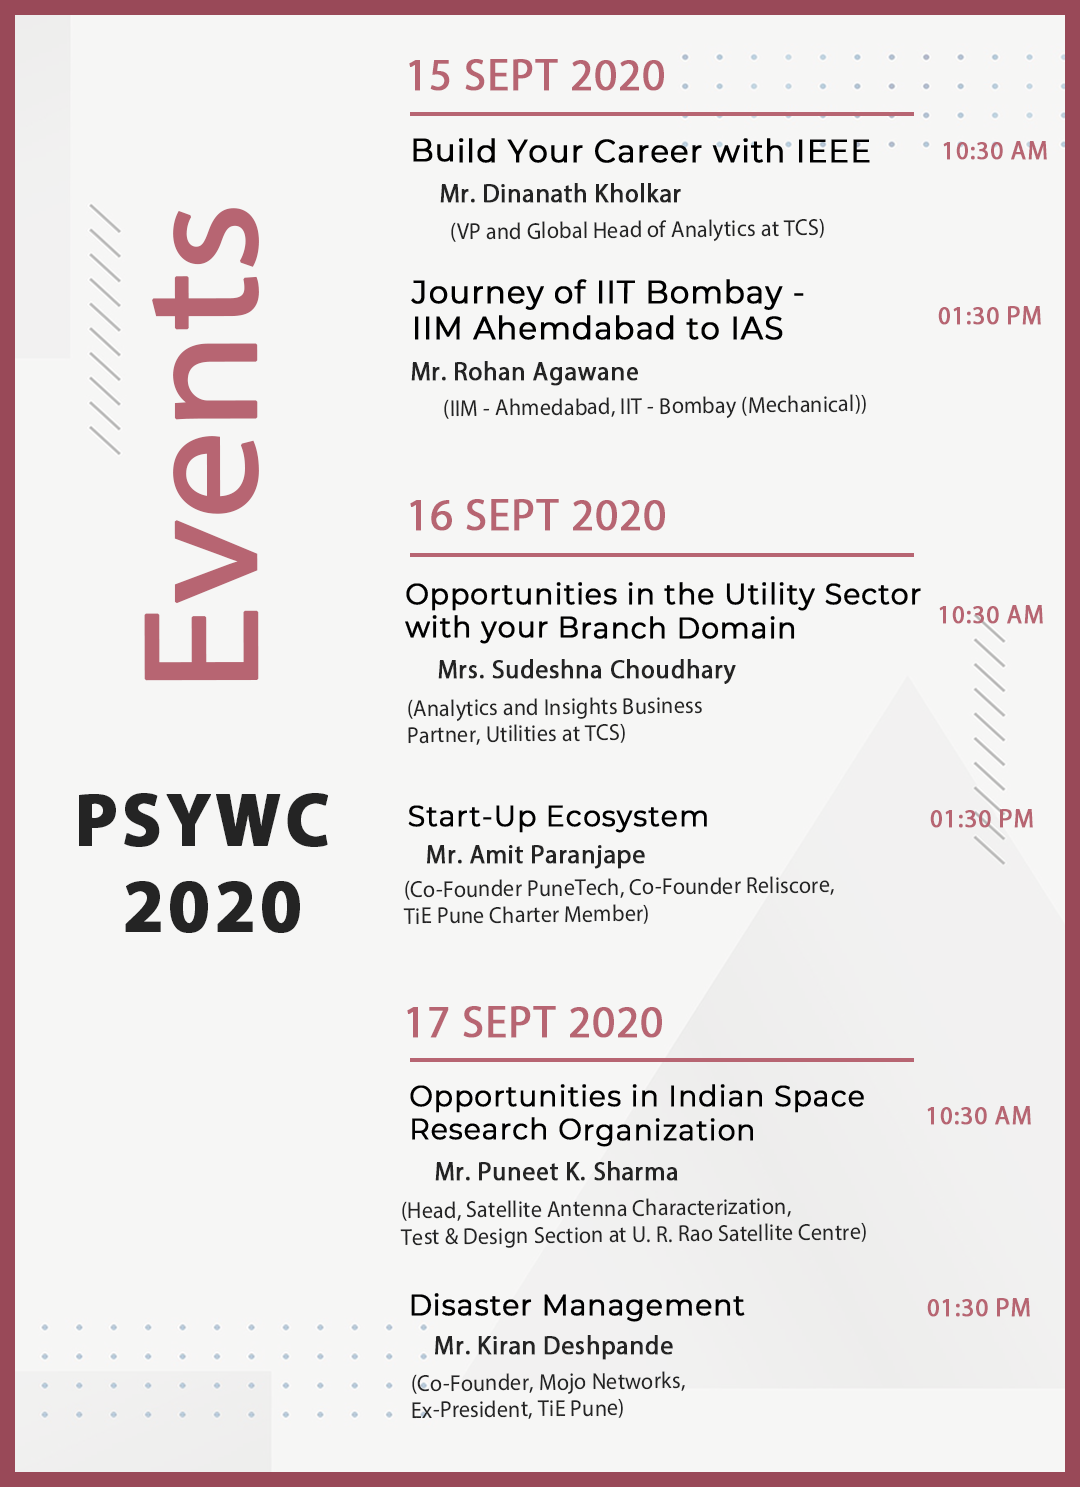 Events
PSYWC
2020
15 SEPT 2020
Build Your Career with IEEE
10:30 AM
Mr. Dinanath Kholkar
(VP and Global Head of Analytics at TCS)
Journey of IIT Bombay -
IIM Ahemdabad to IAS
01:30 PM
Mr. Rohan Agawane
(IIM - Ahmedabad, IIT - Bombay (Mechanical))
16 SEPT 2020
Opportunities in the Utility Sector
with your Branch Domain
10:30 AM
Mrs. Sudeshna Choudhary
(Analytics and Insights Business
Partner, Utilities at TCS)
Start-Up Ecosystem
01:30 PM
Mr. Amit Paranjape
(Co-Founder PuneTech, Co-Founder Reliscore,
TiE Pune Charter Member)
17 SEPT 2020
Opportunities in Indian Space
Research Organization
10:30 AM
Mr. Puneet K. Sharma
(Head, Satellite Antenna Characterization,
Test & Design Section at U. R. Rao Satellite Centre)
Disaster Management
01:30 PM
Mr. Kiran Deshpande
(Co-Founder, Mojo Networks,
Ex-President, TiE Pune)